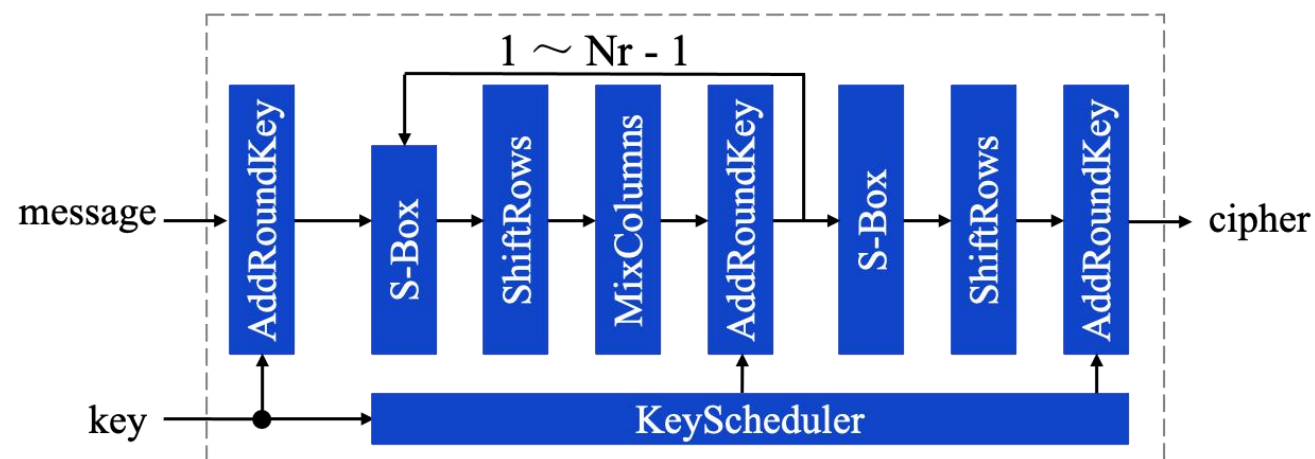 1 ～ Nr - 1
message
AddRoundKey
S-Box
ShiftRows
MixColumns
AddRoundKey
S-Box
ShiftRows
AddRoundKey
cipher
key
KeyScheduler